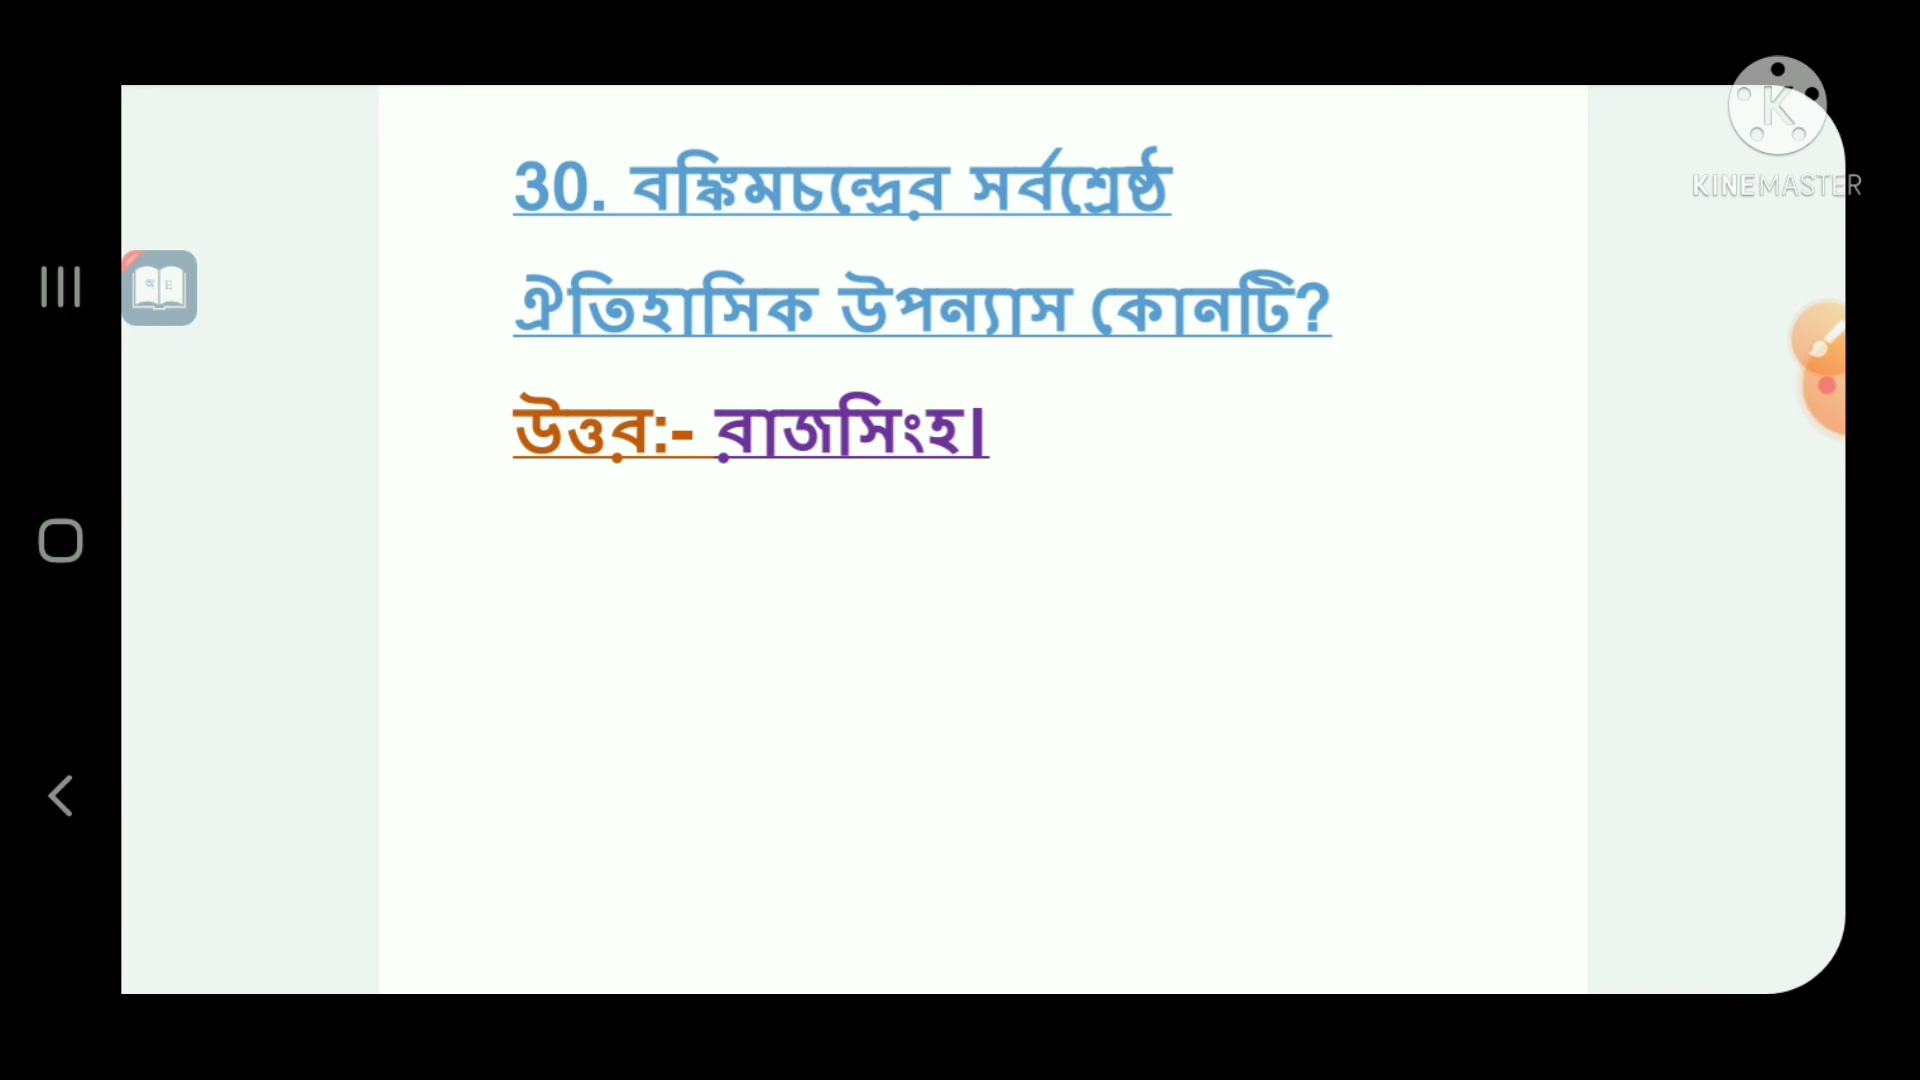 30. বঙ্কিমচন্দ্রের সর্বশ্রেষ্ঠ
ঐতিহাসিক উপন্যাস কোনটি?
উত্তর:- রাজসিংহ।
K
KINEMASTER
অ E